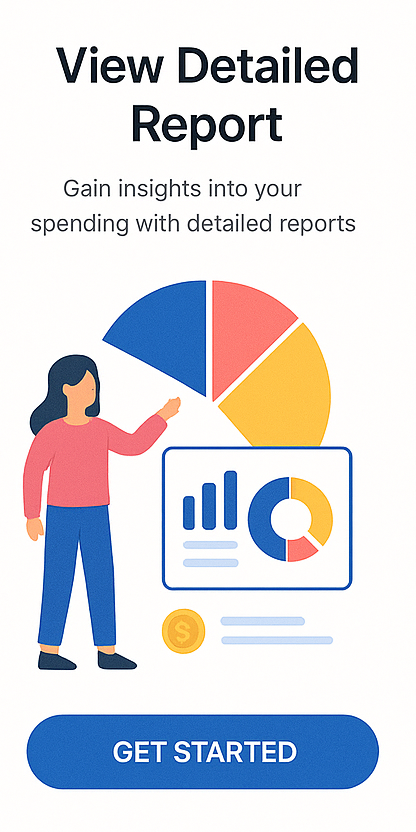 View Detailed
Report
Gain insights into your
spending with detailed reports
$
GET STARTED